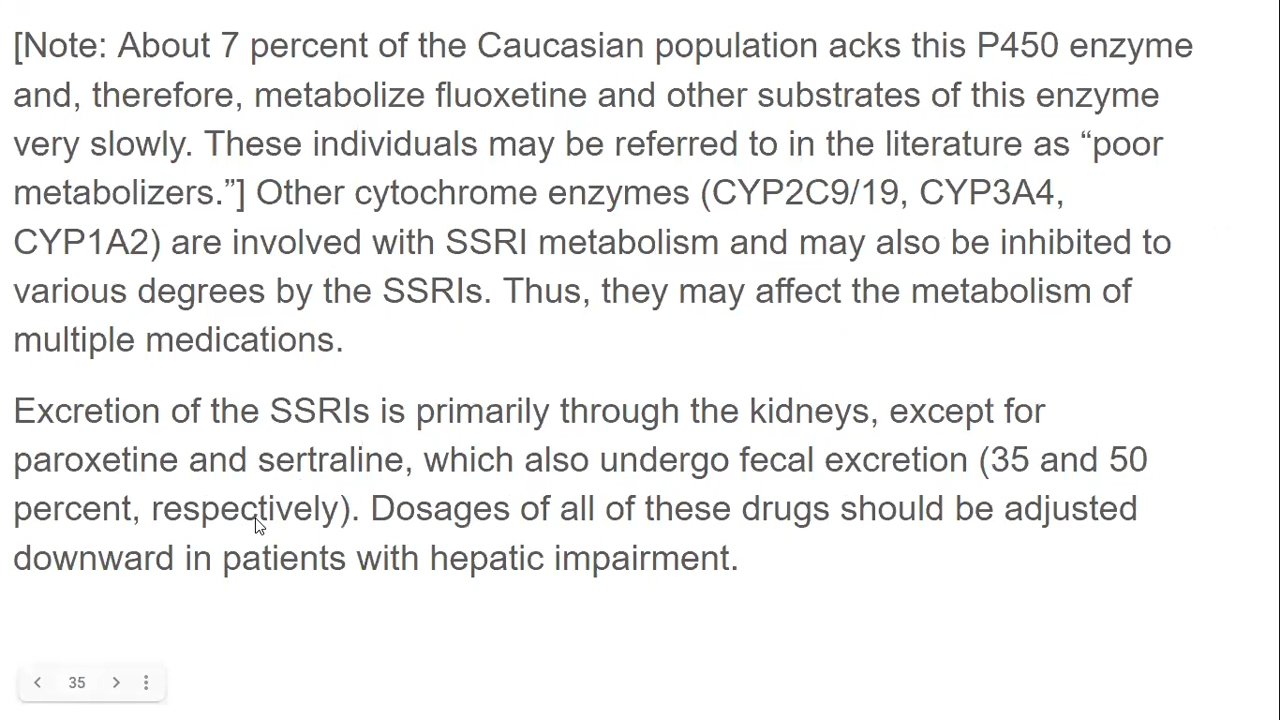 [Note: About 7 percent of the Caucasian population acks this P450 enzyme
and, therefore, metabolize fluoxetine and other substrates of this enzyme
very slowly. These individuals may be referred to in the literature as “poor
metabolizers.”] Other cytochrome enzymes (CYP2C9/19, CYP3A4,
CYP1A2) are involved with SSRI metabolism and may also be inhibited to
various degrees by the SSRIs. Thus, they may affect the metabolism of
multiple medications.
Excretion of the SSRIs is primarily through the kidneys, except for
paroxetine and sertraline, which also undergo fecal excretion (35 and 50
percent, respectively). Dosages of all of these drugs should be adjusted
downward in patients with hepatic impairment.
35